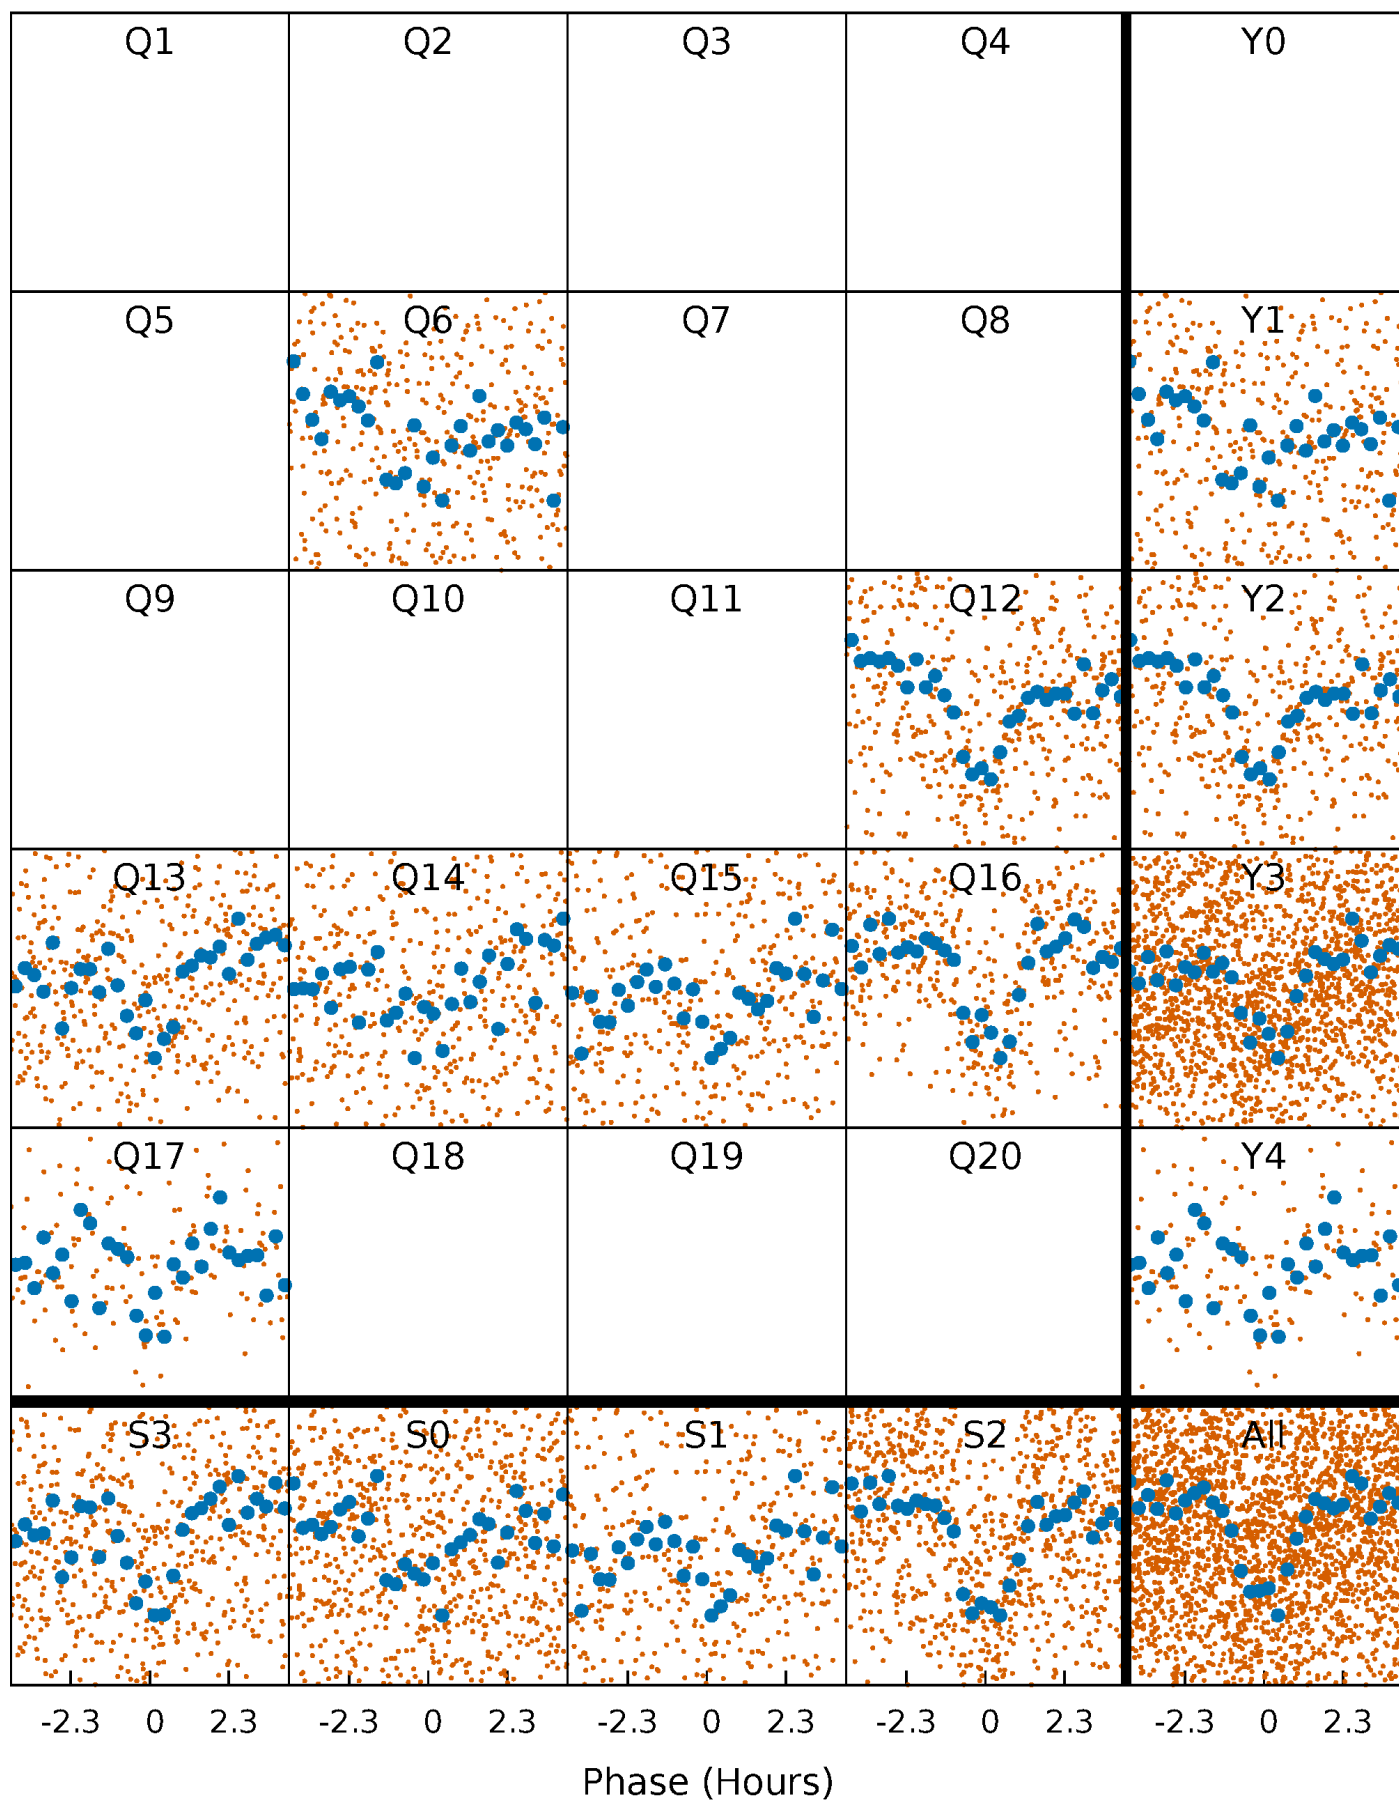 Q1 Q2 Q3 Q4 Y0
Q5 Q6 Q7 Q8 Y1
Q9 Q10 Q11 Q12 Y2
Q13 Q14 Q15 Q16 Y3
Q17 Q18 Q19 Q20 Y4
S3 S0 S1 S2 All
-2.3 0 2.3 -2.3 0 2.3 -2.3 0 2.3 -2.3 0 2.3 -2.3 0 2.3
Phase (Hours)